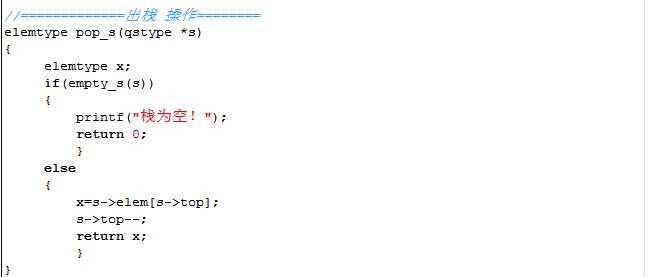 //=============出栈 操作========
elemtype pop_s(qstype *s)
{
elemtype x;
if(empty_s(s))
{
printf("栈为空！");
return 0;
}
else
{
x=s->elem[s->top];
s->top--;
return x;
}
}